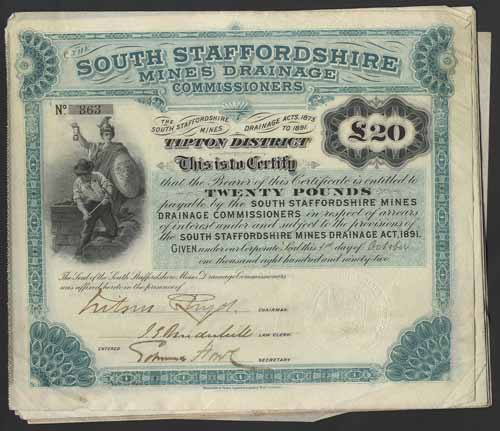 THE
SOUTH STAFFORDSHIRE
MINES DRAINAGE
COMMISSIONERS
No. 863
THE SOUTH STAFFORDSHIRE MINES DRAINAGE ACTS, 1873 TO 1891.
£20
TIPTON DISTRICT
This is to Certify
that the Bearer of this Certificate is entitled to
TWENTY POUNDS
payable by the SOUTH STAFFORDSHIRE MINES
DRAINAGE COMMISSIONERS in respect of arrears
of interest under and subject to the provisions
of the SOUTH STAFFORDSHIRE MINES DRAINAGE ACT, 1891.
GIVEN under our Corporate Seal this 1st day of October
one thousand eight hundred and ninety-two.
The Seal of the South Staffordshire Mines Drainage Commissioners
was affixed hereto in the presence of
CHAIRMAN.
LAW CLERK.
ENTERED
SECRETARY